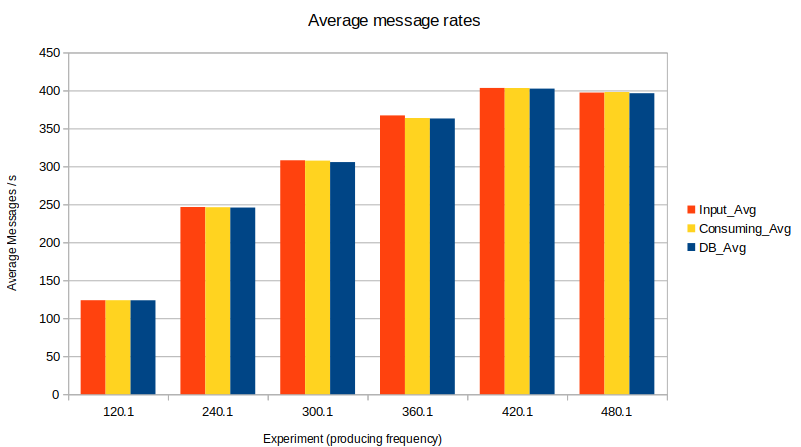 Average message rates
450
400
350
300
250
200
150
100
50
0
Average Messages / s
120.1 240.1 300.1 360.1 420.1 480.1
Experiment (producing frequency)
Input_Avg
Consuming_Avg
DB_Avg